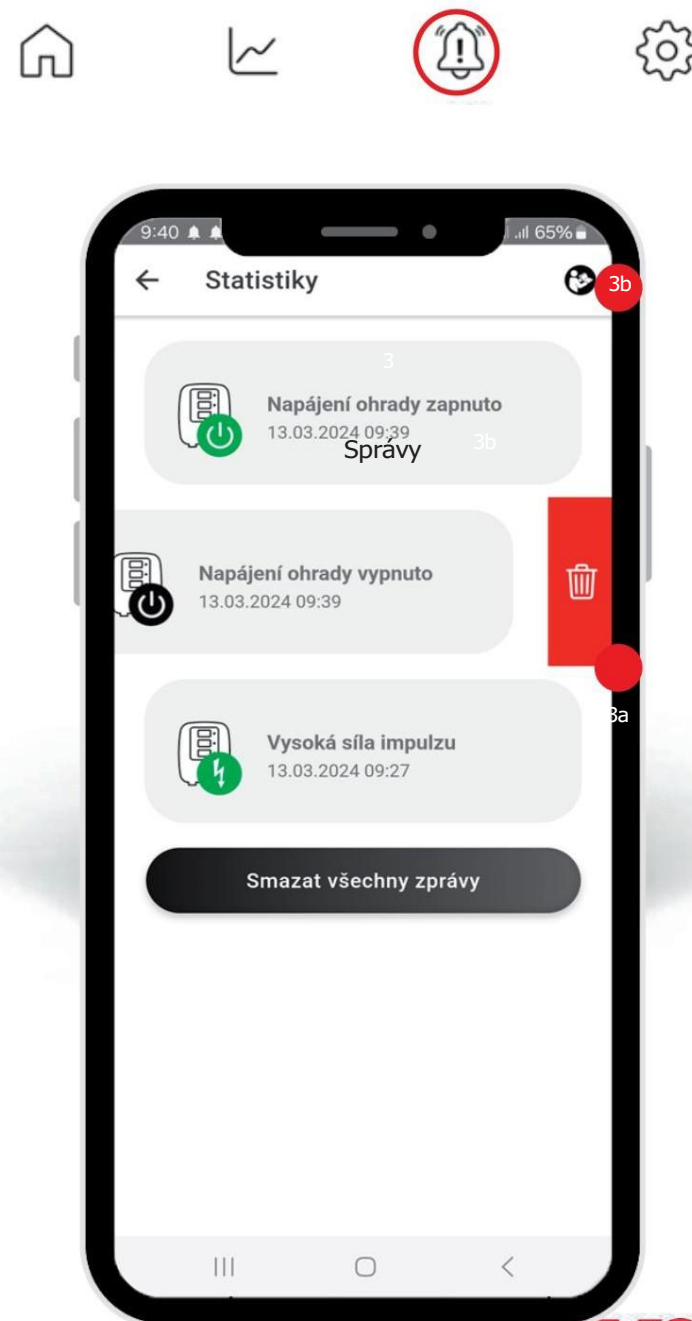 9:40 65%
Statistiky
3b
3
Napájení ohrady zapnuto
13.03.2024 09:39
Správy
3b
Napájení ohrady vypnuto
13.03.2024 09:39
3a
Vysoká síla impulzu
13.03.2024 09:27
Smazat všechny zprávy